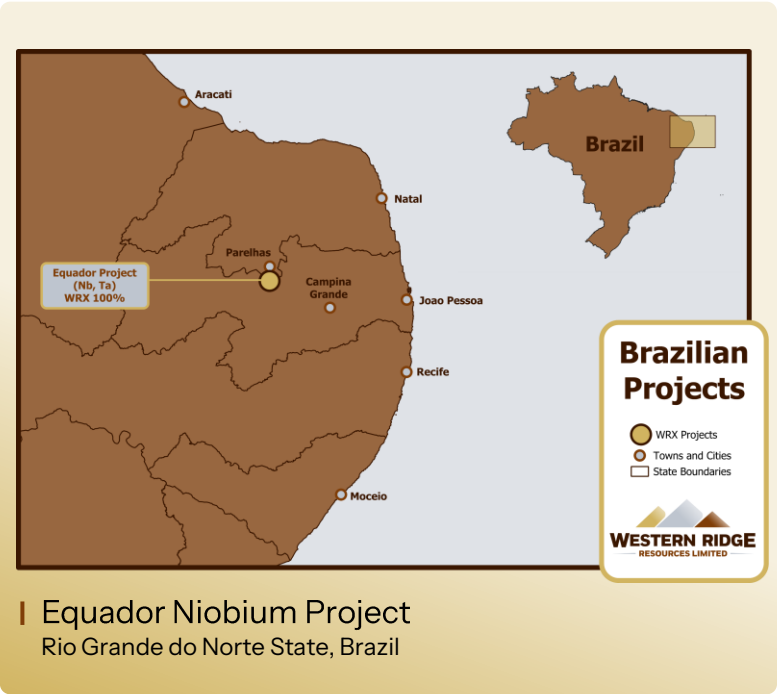 Aracati
Brazil
Natal
Parelhas
Equador Project
(Nb, Ta)
WRX 100%
Campina
Grande
Joao Pessoa
Recife
Moceio
Brazilian
Projects
WRX Projects
Towns and Cities
State Boundaries
WESTERN RIDGE
RESOURCES LIMITED
Equador Niobium Project
Rio Grande do Norte State, Brazil